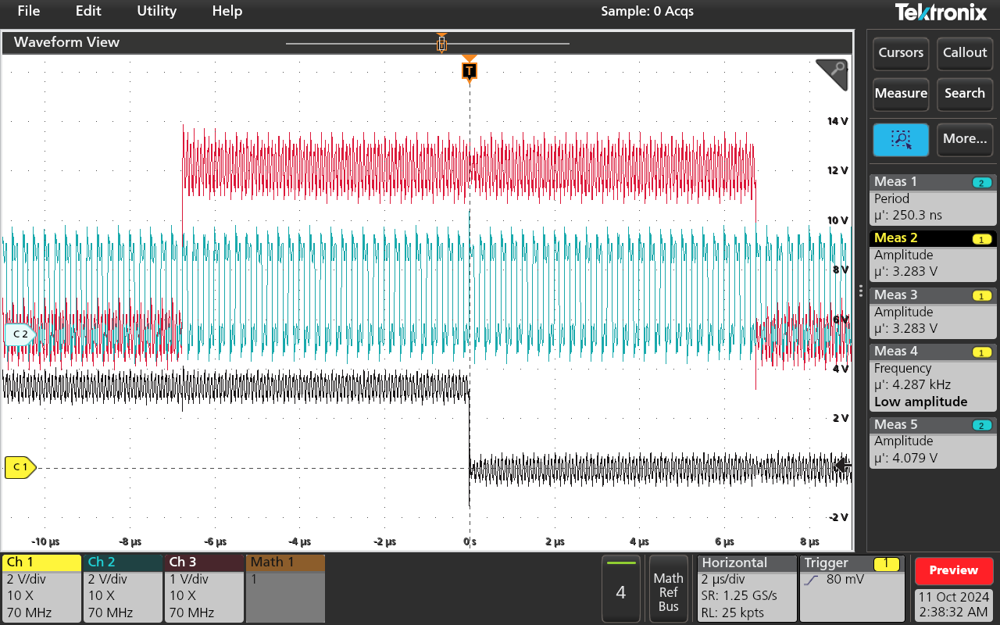 File Edit Utility Help Sample: 0 Acqs Tektronix
Waveform View
T
Cursors Callout
Measure Search
More...
14 V
12 V
10 V
8 V
6 V
4 V
2 V
-2 V
C 2
C 1
-10 µs -8 µs -6 µs -4 µs -2 µs 0 s 2 µs 4 µs 6 µs 8 µs
Meas 1 2
Period
µ': 250.3 ns
Meas 2 1
Amplitude
µ': 3.283 V
Meas 3 1
Amplitude
µ': 3.283 V
Meas 4 1
Frequency
µ': 4.287 kHz
Low amplitude
Meas 5 2
Amplitude
µ': 4.079 V
Ch 1
2 V/div
10 X
70 MHz
Ch 2
2 V/div
10 X
70 MHz
Ch 3
1 V/div
10 X
70 MHz
Math 1
1
4
Math
Ref
Bus
Horizontal
2 µs/div
SR: 1.25 GS/s
RL: 25 kpts
Trigger 1
80 mV
Preview
11 Oct 2024
2:38:32 AM